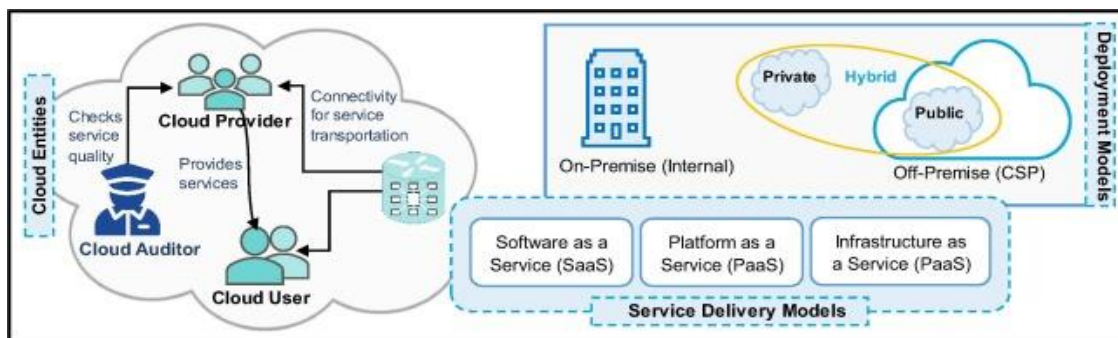 Cloud Entities
Cloud Provider
Checks
service
quality
Connectivity
for service
transportation
Provides
services
Cloud Auditor
Cloud User
Private
Hybrid
Public
On-Premise (Internal)
Off-Premise (CSP)
Deployment Models
Software as a
Service (SaaS)
Platform as a
Service (PaaS)
Infrastructure as
a Service (PaaS)
Service Delivery Models